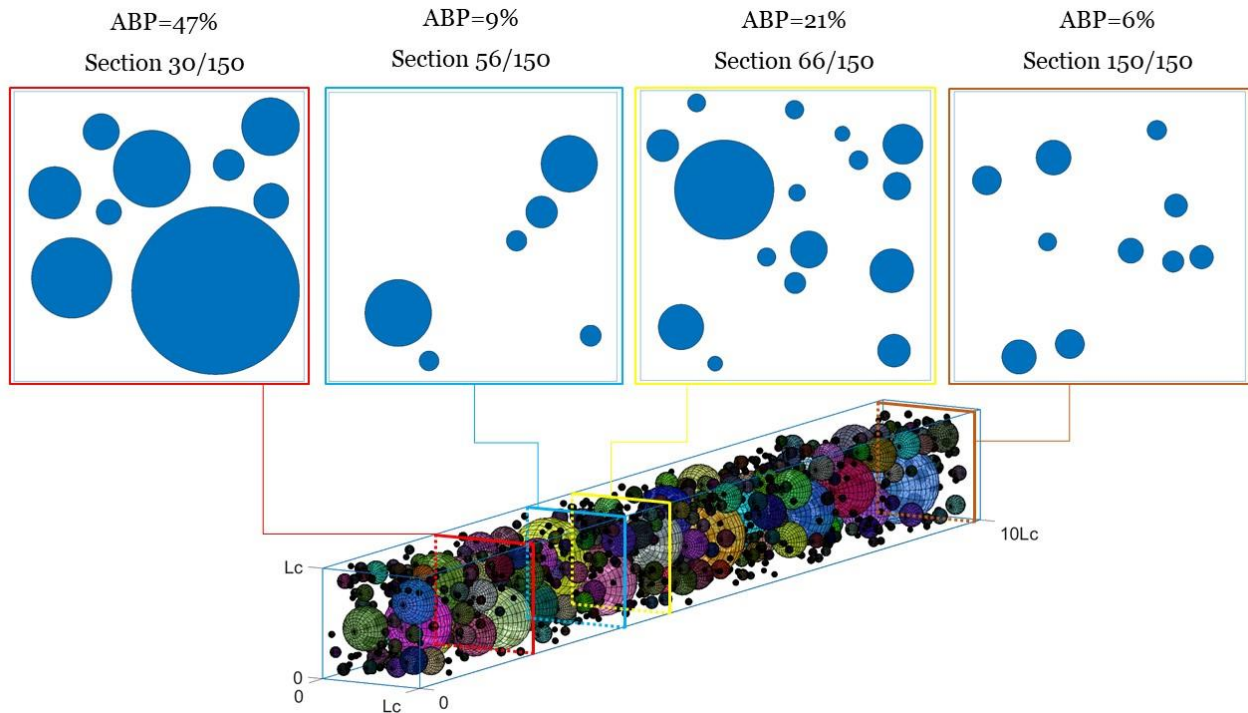 ABP=47%
Section 30/150
ABP=9%
Section 56/150
ABP=21%
Section 66/150
ABP=6%
Section 150/150
Lc
10Lc
0
0
Lc
0